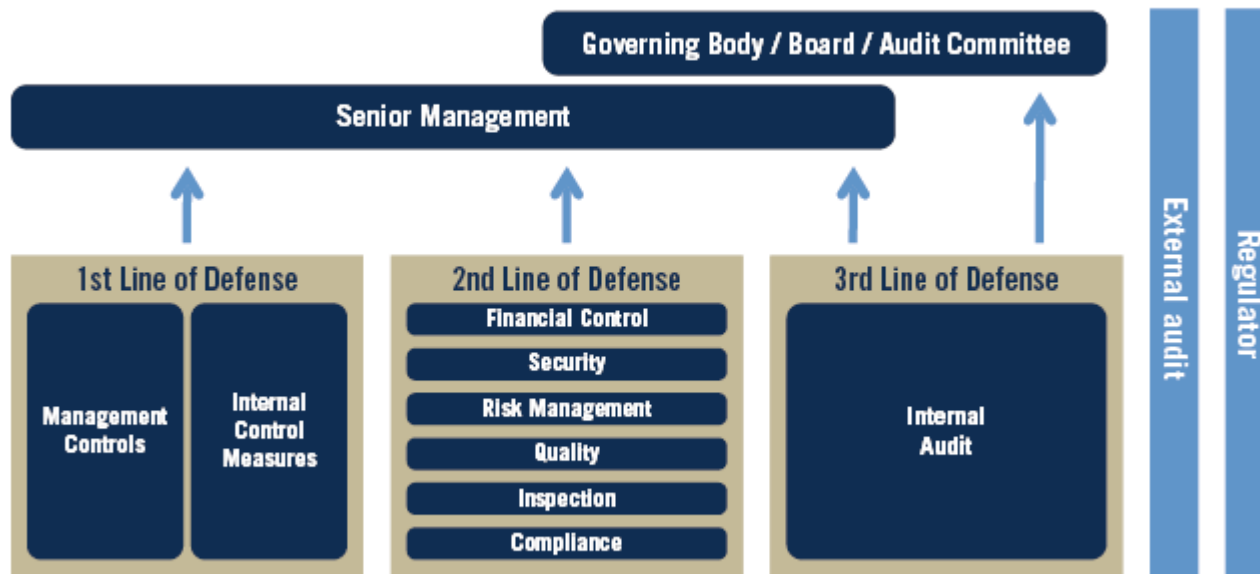 Governing Body / Board / Audit Committee
Senior Management
1st Line of Defense
Management
Controls
Internal
Control
Measures
2nd Line of Defense
Financial Control
Security
Risk Management
Quality
Inspection
Compliance
3rd Line of Defense
Internal
Audit
External audit
Regulator